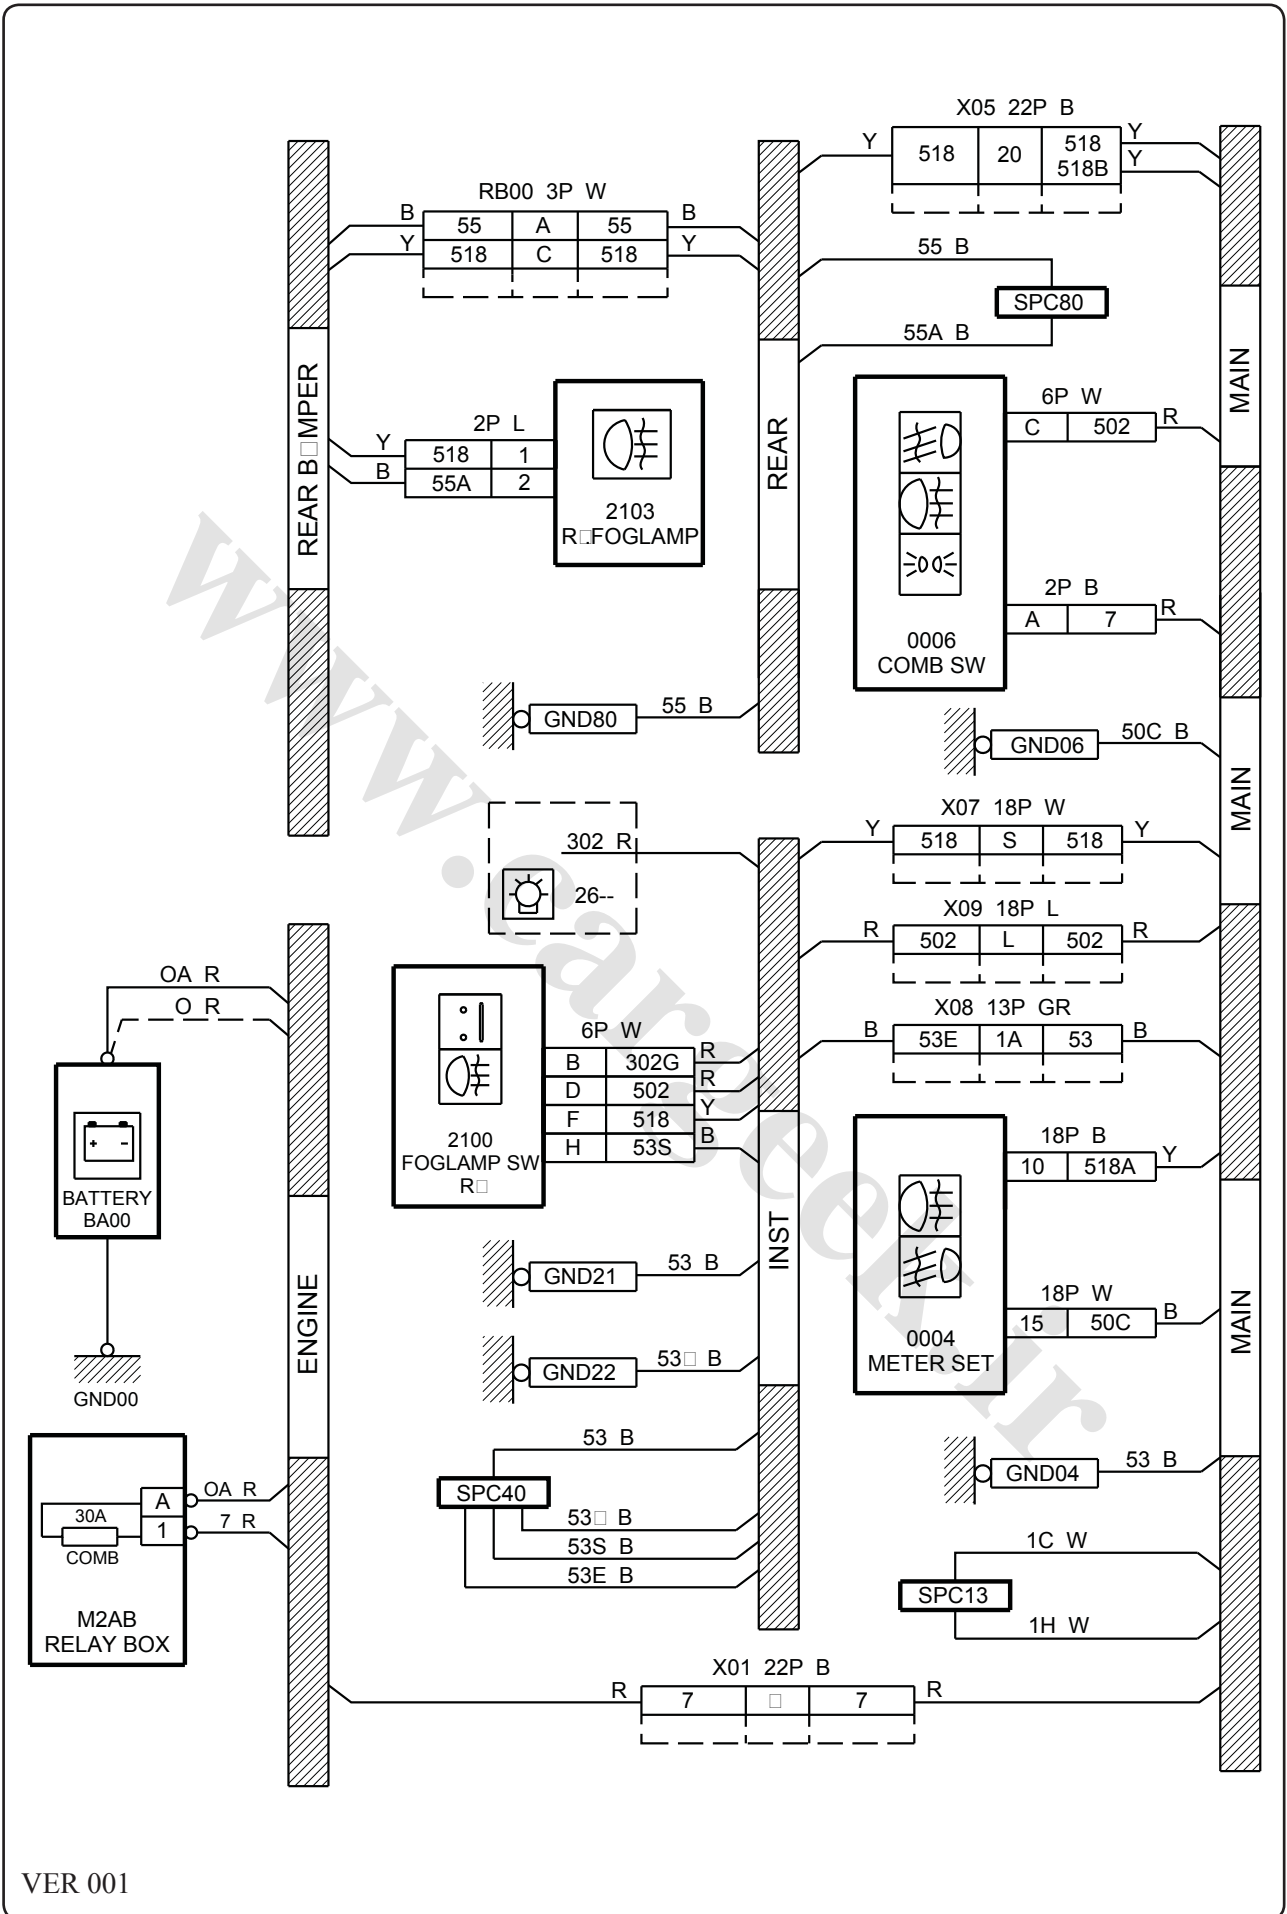 X05 22P B
Y 518 20 518 Y
518B Y
RB00 3P W
B 55 A 55 B
Y 518 C 518 Y
55 B
SPC80
55A B
MAIN
REAR B□MPER
REAR
6P W
C 502 R
2P L
Y 518 1
B 55A 2
2103
R□.FOGLAMP
2P B
A 7 R
0006
COMB SW
GND80 55 B
GND06 50C B
MAIN
X07 18P W
Y 518 S 518 Y
302 R
26--
X09 18P L
R 502 L 502 R
X08 13P GR
B 53E 1A 53 B
OA R
O R
6P W
B 302G R
D 502 R
F 518 Y
H 53S B
2100
FOGLAMP SW
R□
BATTERY
BA00
GND00
ENGINE
INST
18P B
10 518A Y
18P W
15 50C B
0004
METER SET
MAIN
GND21 53 B
GND22 53□ B
53 B
SPC40
53□ B
53S B
53E B
GND04 53 B
A OA R
30A
1 7 R
COMB
M2AB
RELAY BOX
1C W
SPC13
1H W
X01 22P B
R 7 □ 7 R
VER 001
www.cargeek.ir